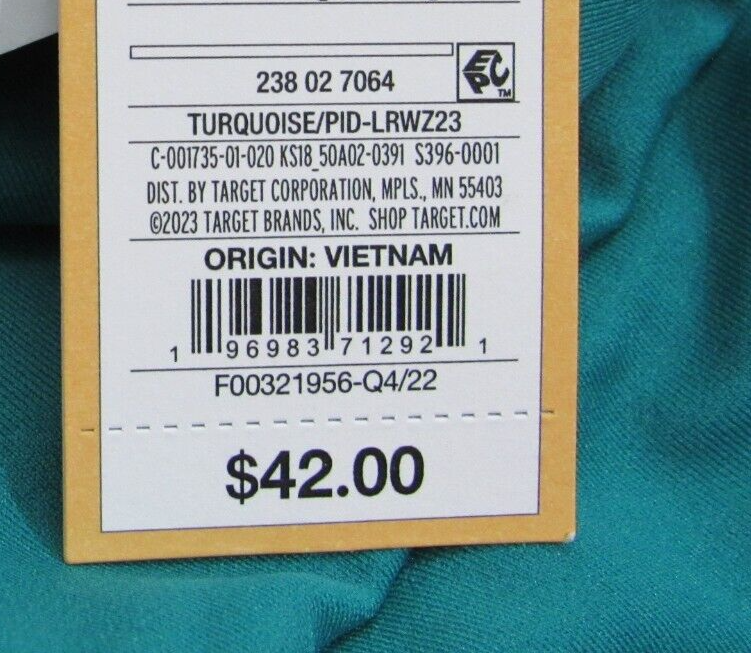 238 02 7064
EPC
TM
TURQUOISE/PID-LRWZ23
C-001735-01-020 KS18_50A02-0391 S396-0001
DIST. BY TARGET CORPORATION, MPLS., MN 55403
©2023 TARGET BRANDS, INC. SHOP TARGET.COM
ORIGIN: VIETNAM
1 96983 71292 1
F00321956-Q4/22
$42.00